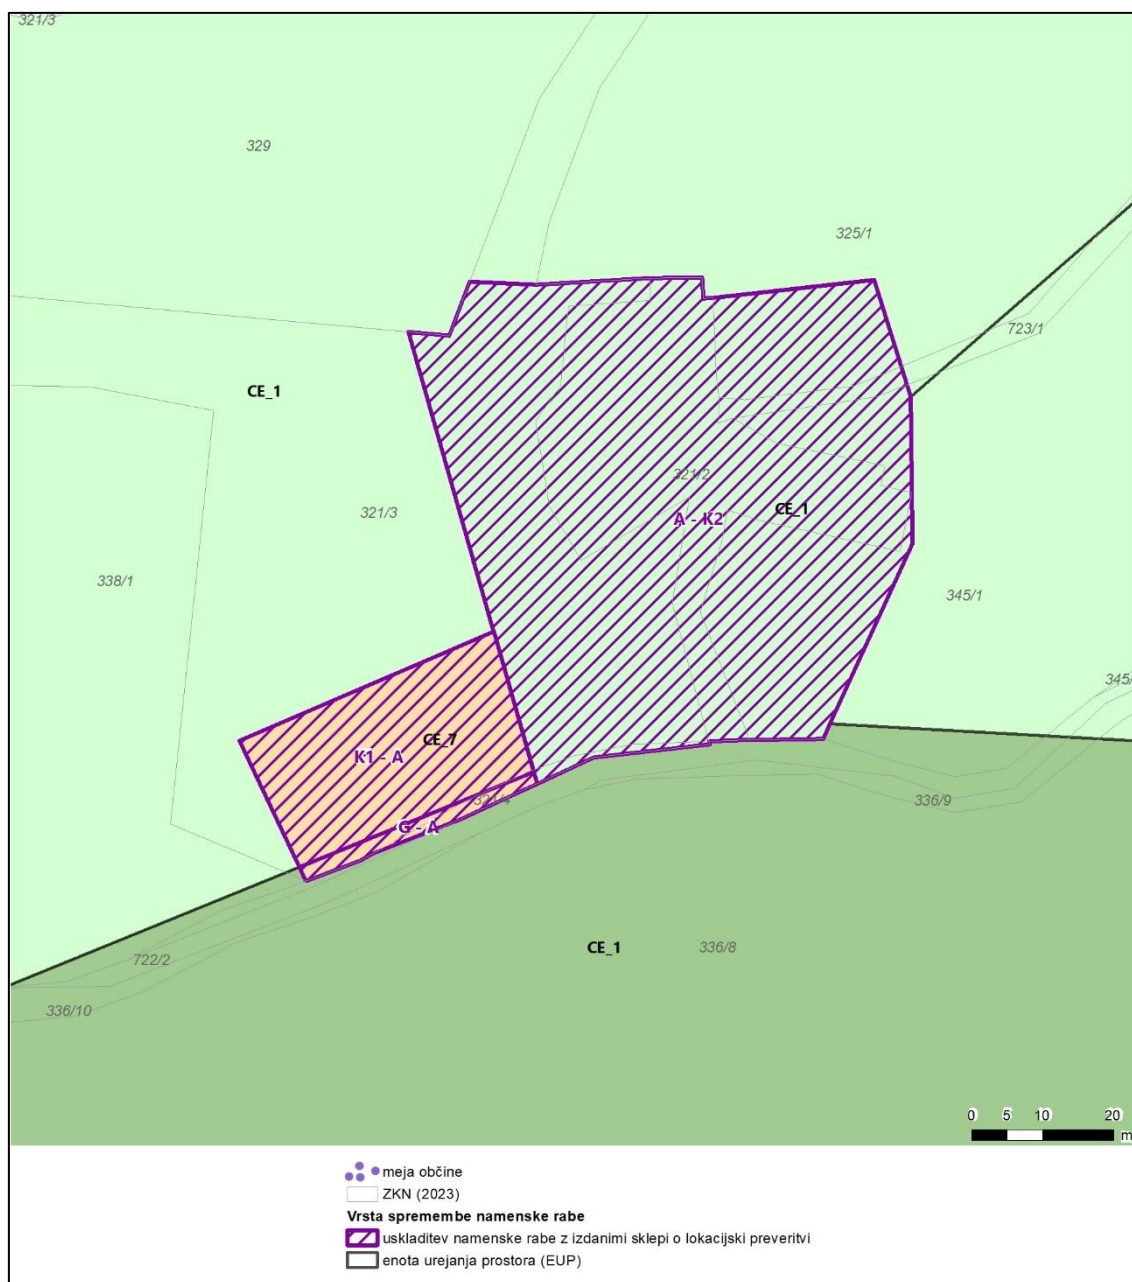 321/3
329
325/1
723/1
CE_1
321/2
321/3
CE_1
A - K2
338/1
345/1
345/
CE_7
K1 - A
321/4
336/9
G - A
CE_1
336/8
722/2
336/10
0 5 10 20
m
meja občine
ZKN (2023)
Vrsta spremembe namenske rabe
uskladitev namenske rabe z izdanimi sklepi o lokacijski preveritvi
enota urejanja prostora (EUP)